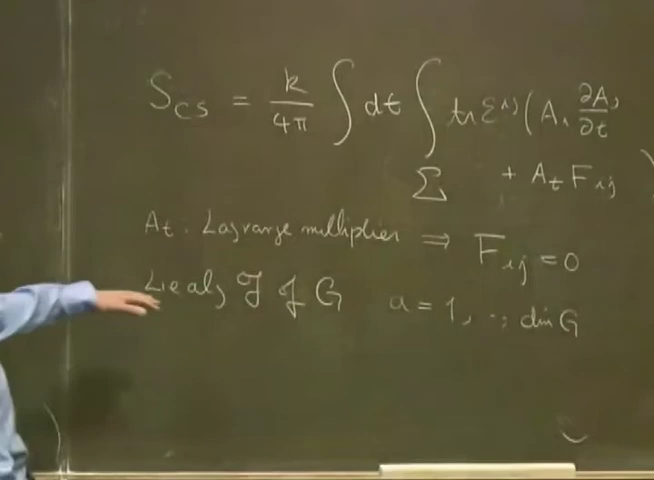 S_CS = k/4π ∫ dt ∫_Σ tr ε^ij ( A_i ∂A_j/∂t
+ A_t F_ij )
A_t : Lagrange multiplier ⇒ F_ij = 0
Lie alg 𝒥 of G a = 1, .., dim G